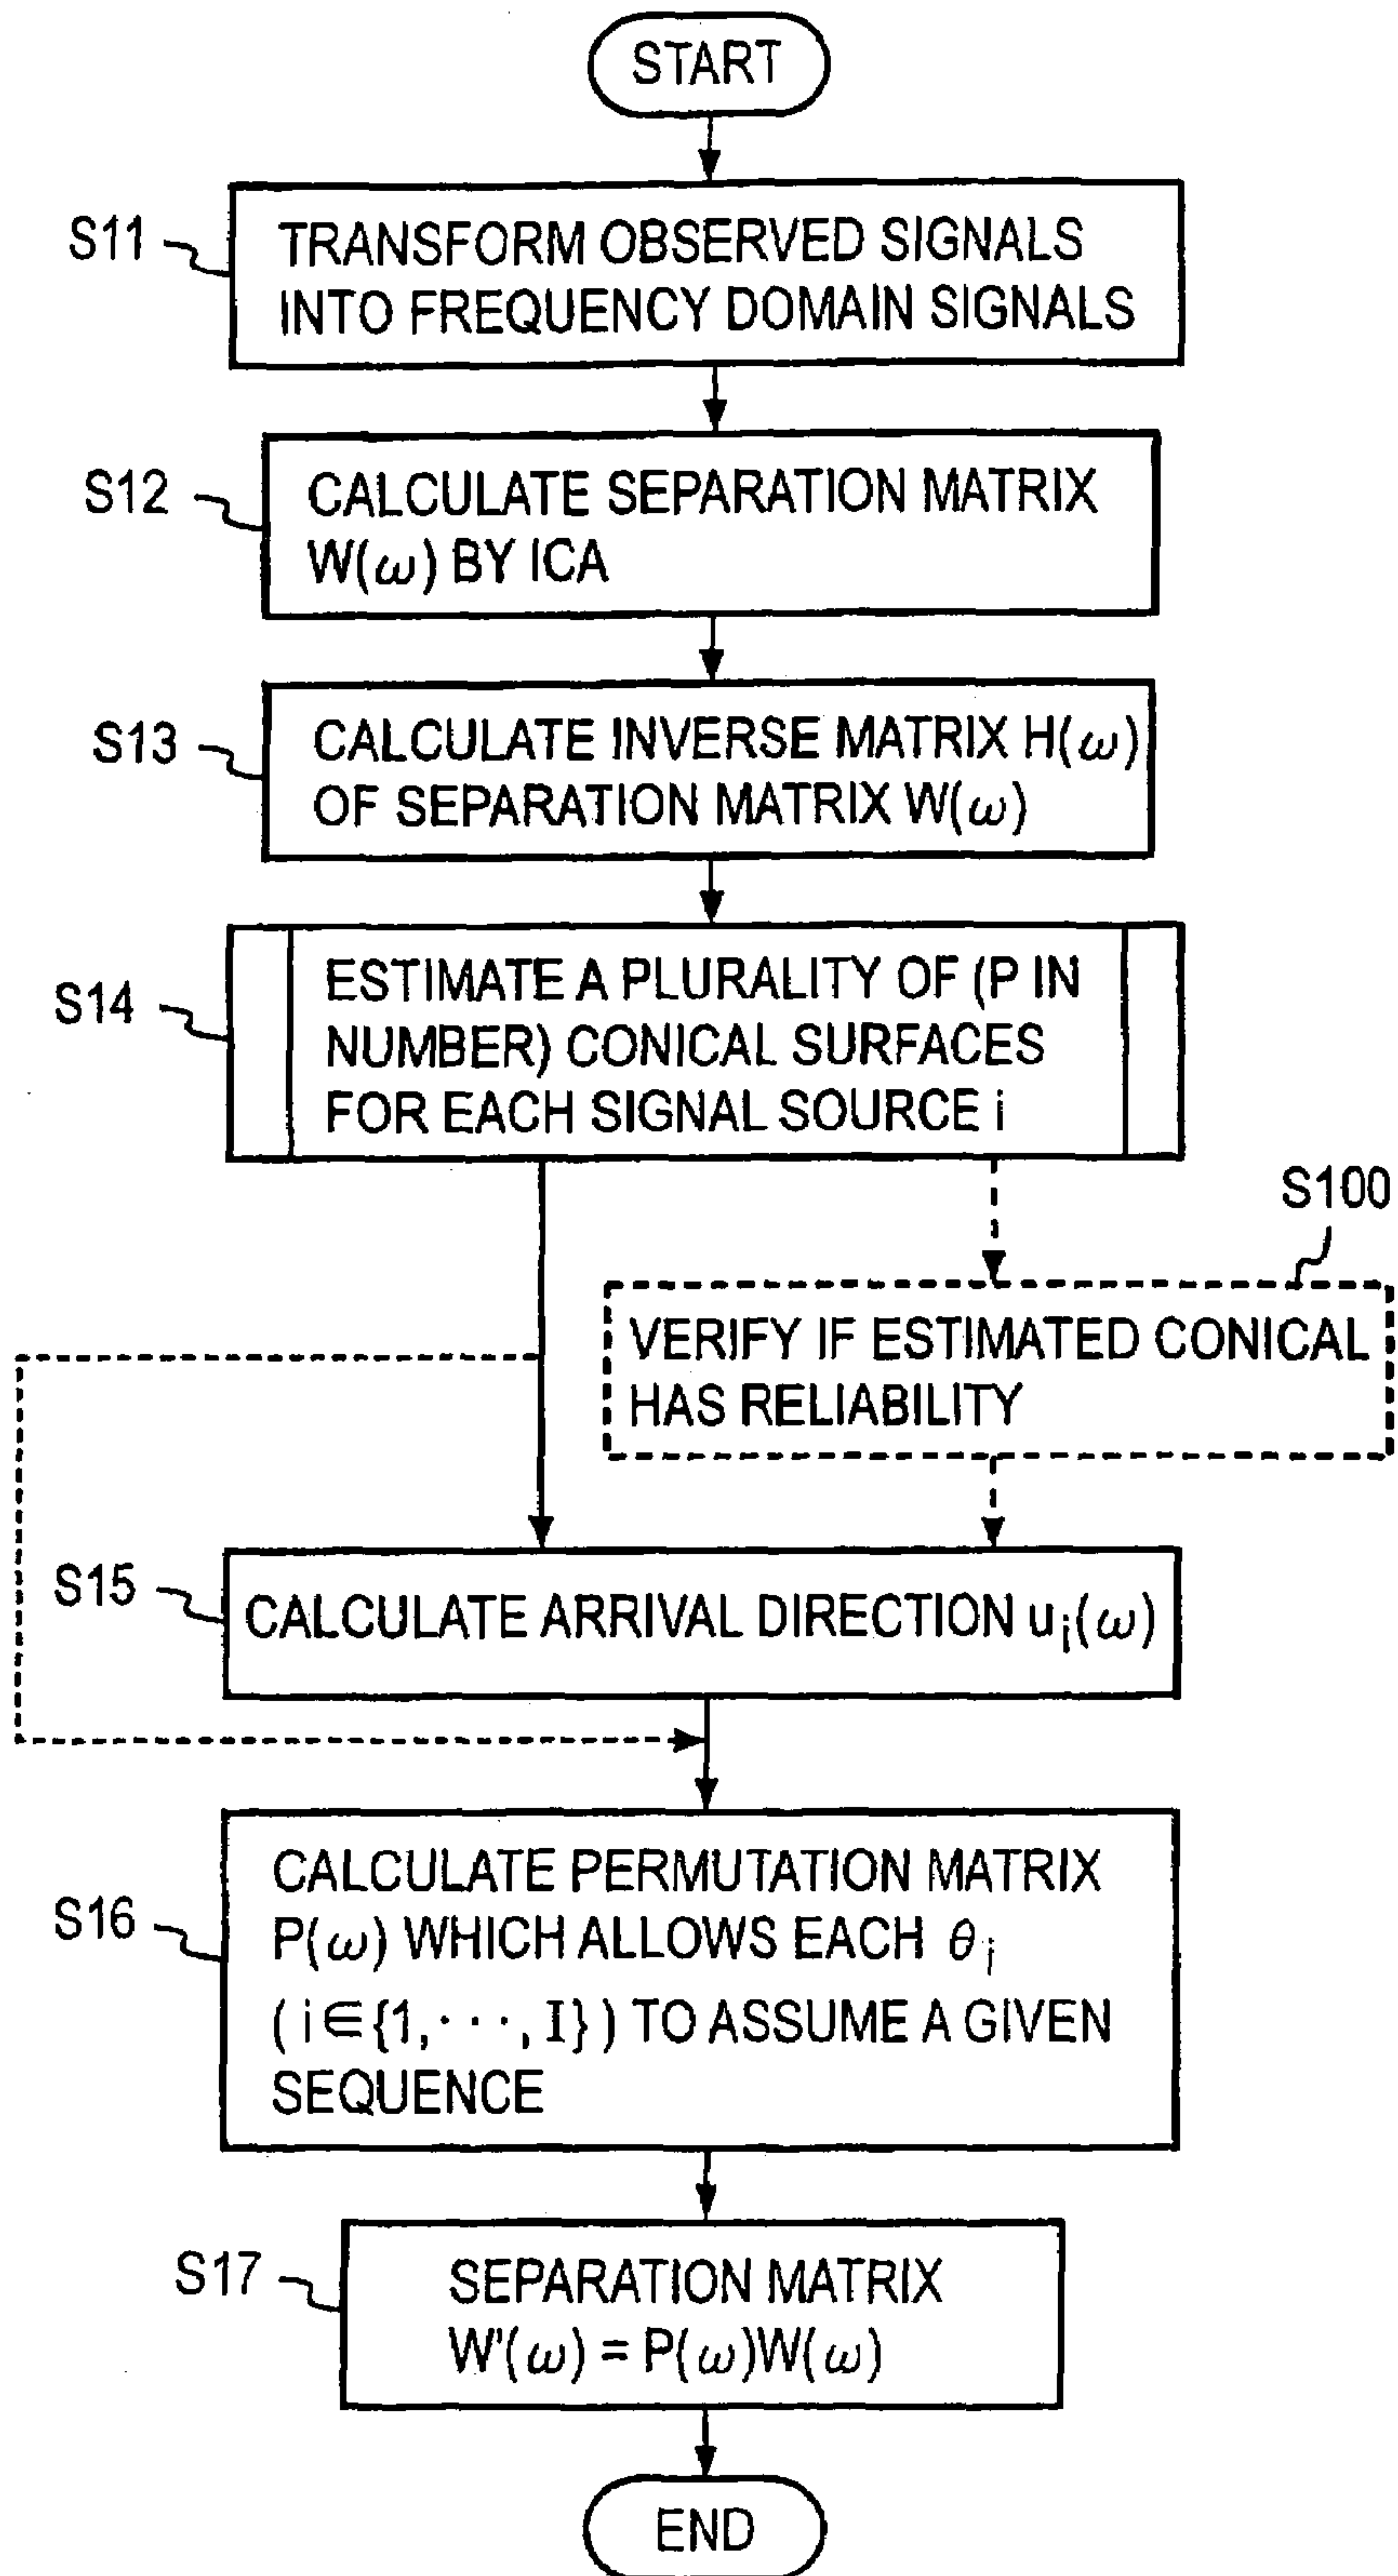 START
S11
TRANSFORM OBSERVED SIGNALS
INTO FREQUENCY DOMAIN SIGNALS
S12
CALCULATE SEPARATION MATRIX
W(ω) BY ICA
S13
CALCULATE INVERSE MATRIX H(ω)
OF SEPARATION MATRIX W(ω)
S14
ESTIMATE A PLURALITY OF (P IN
NUMBER) CONICAL SURFACES
FOR EACH SIGNAL SOURCE i
S100
VERIFY IF ESTIMATED CONICAL
HAS RELIABILITY
S15
CALCULATE ARRIVAL DIRECTION uᵢ(ω)
S16
CALCULATE PERMUTATION MATRIX
P(ω) WHICH ALLOWS EACH θⱼ
( i∈{1,···, I} ) TO ASSUME A GIVEN
SEQUENCE
S17
SEPARATION MATRIX
W'(ω) = P(ω)W(ω)
END